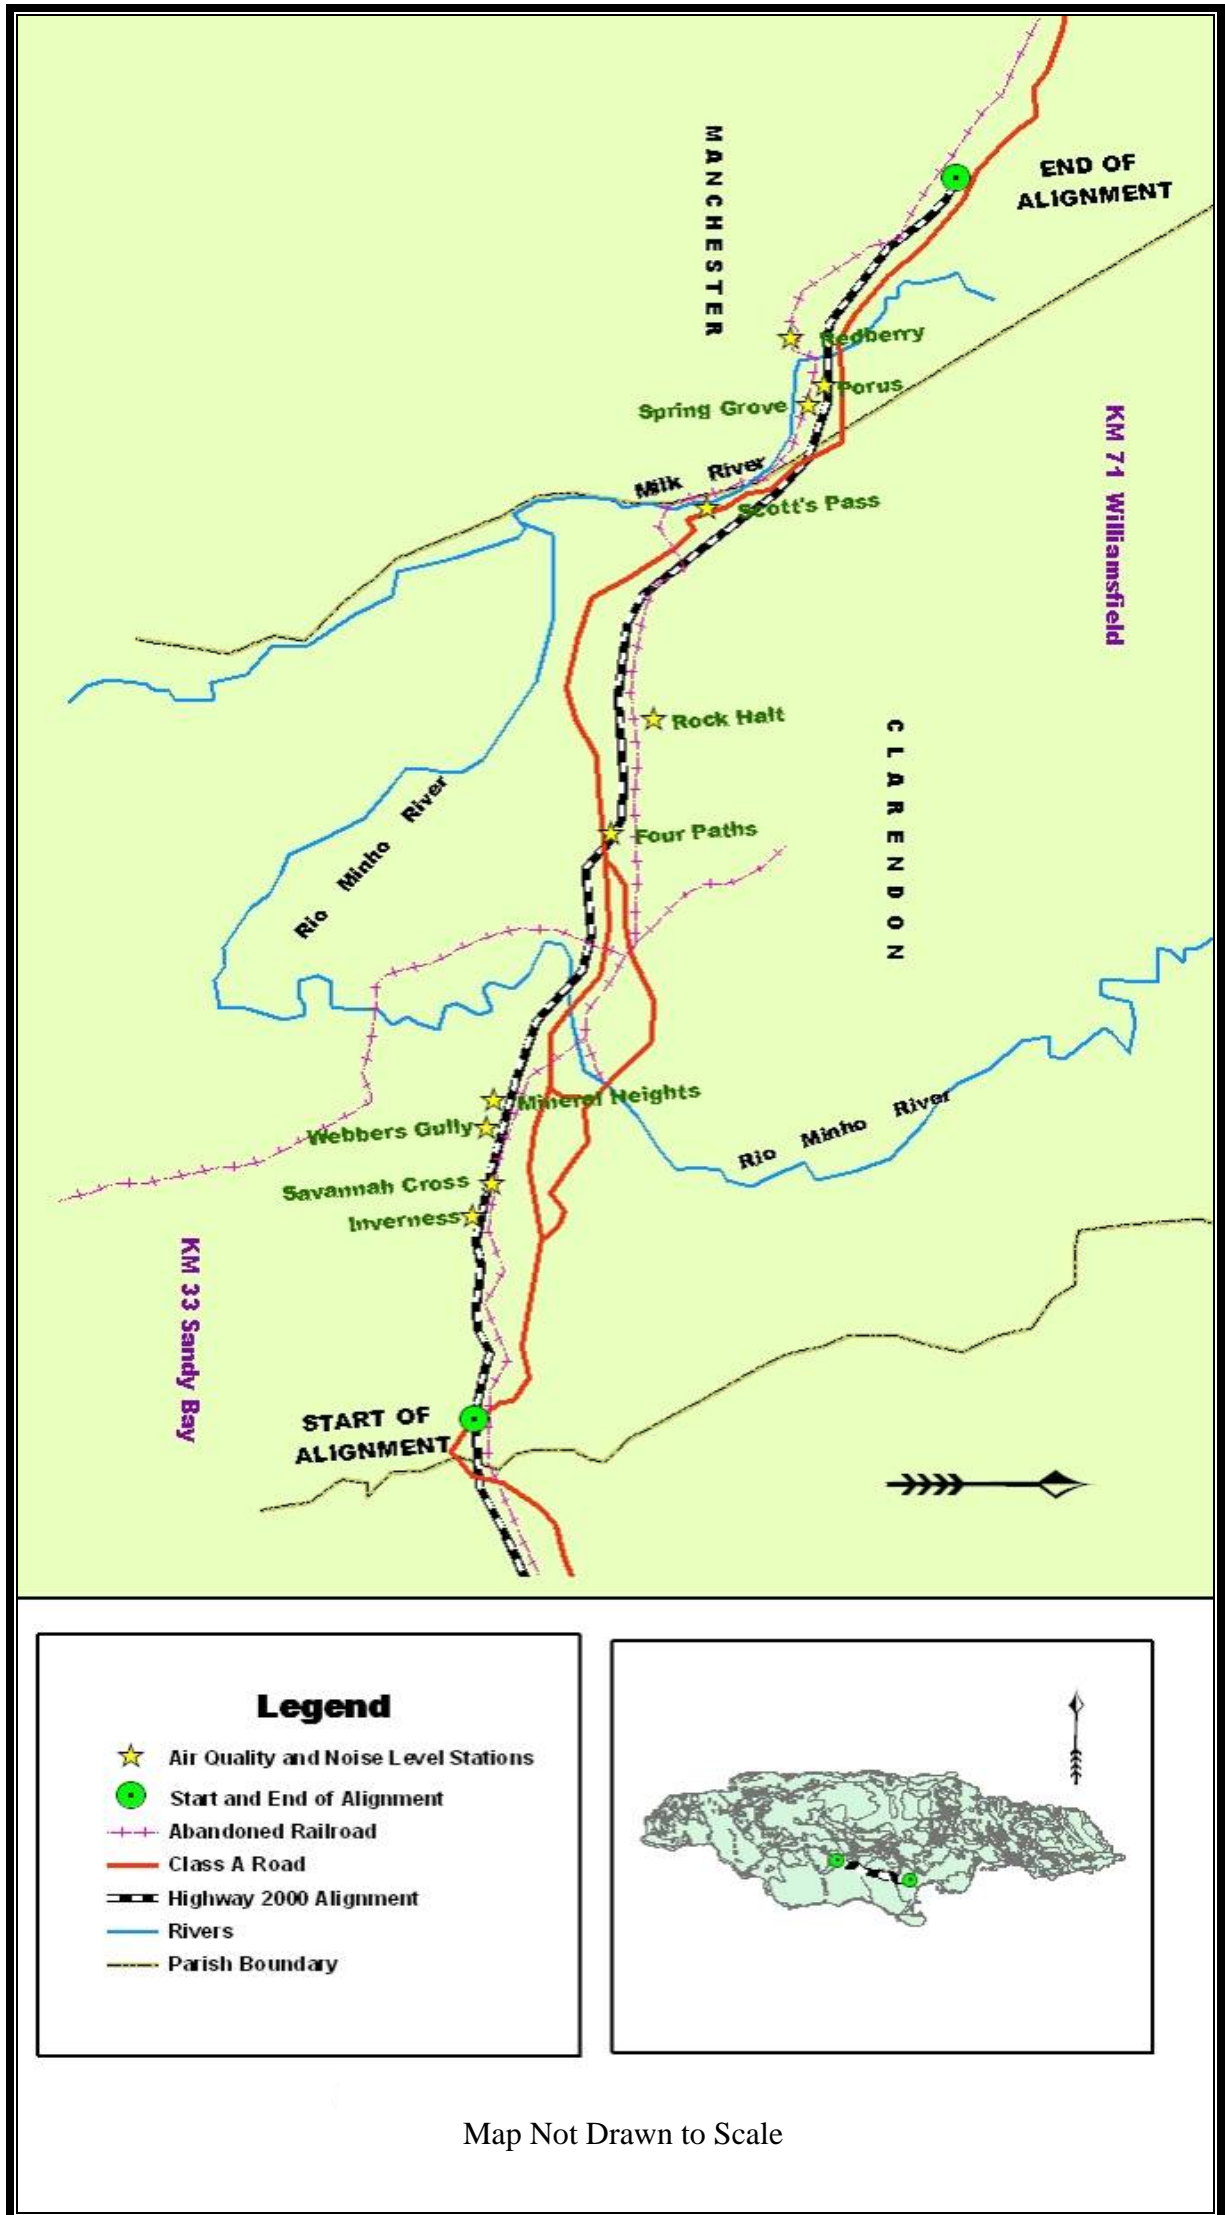 MANCHESTER
END OF
ALIGNMENT
Redberry
Porus
Spring Grove
KM 71 Williamsfield
Milk River
Scott's Pass
Rock Halt
CLARENDON
Rio Minho River
Four Paths
Mineral Heights
Rio Minho River
Webbers Gully
Savannah Cross
Inverness
KM 33 Sandy Bay
START OF
ALIGNMENT
Legend
Air Quality and Noise Level Stations
Start and End of Alignment
Abandoned Railroad
Class A Road
Highway 2000 Alignment
Rivers
Parish Boundary
Map Not Drawn to Scale